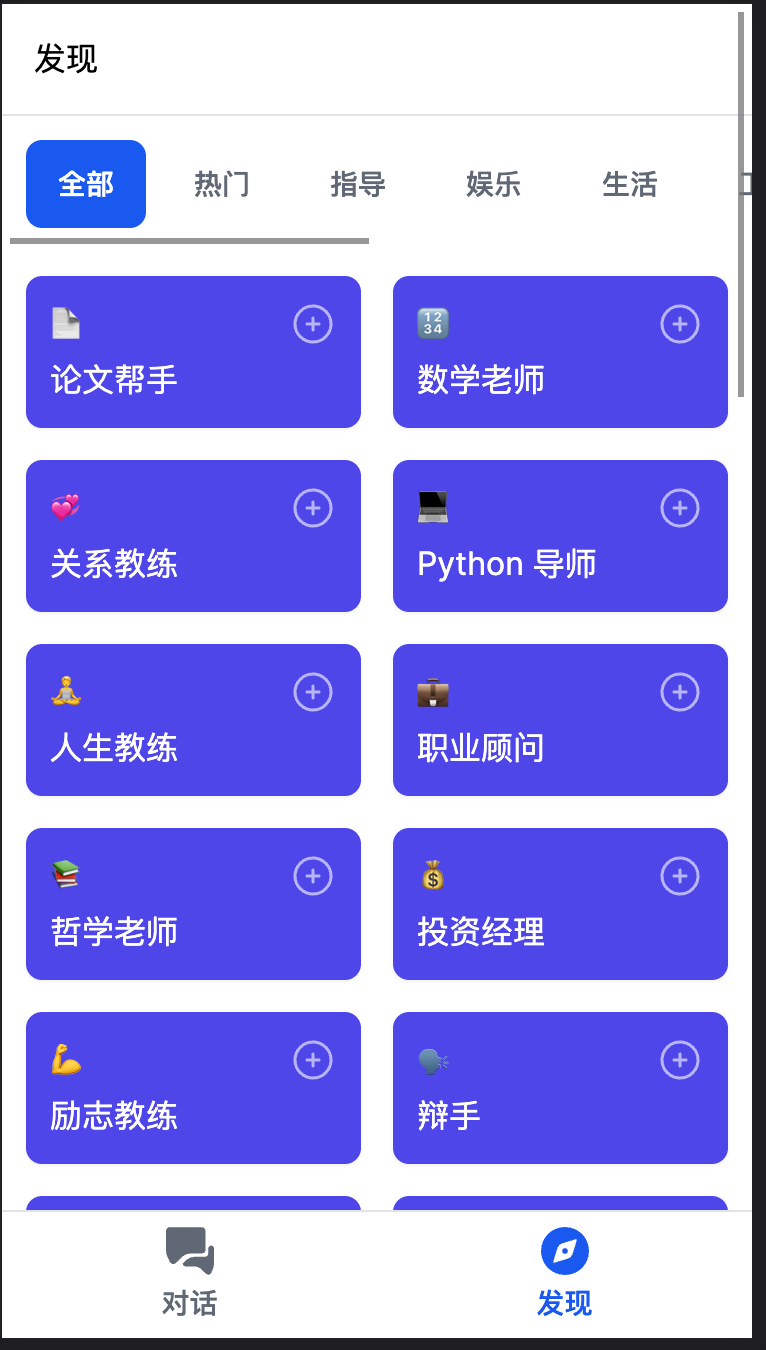 发现
全部 热门 指导 娱乐 生活
论文帮手
1234
数学老师
关系教练
Python 导师
人生教练
职业顾问
哲学老师
投资经理
励志教练
辩手
对话
发现